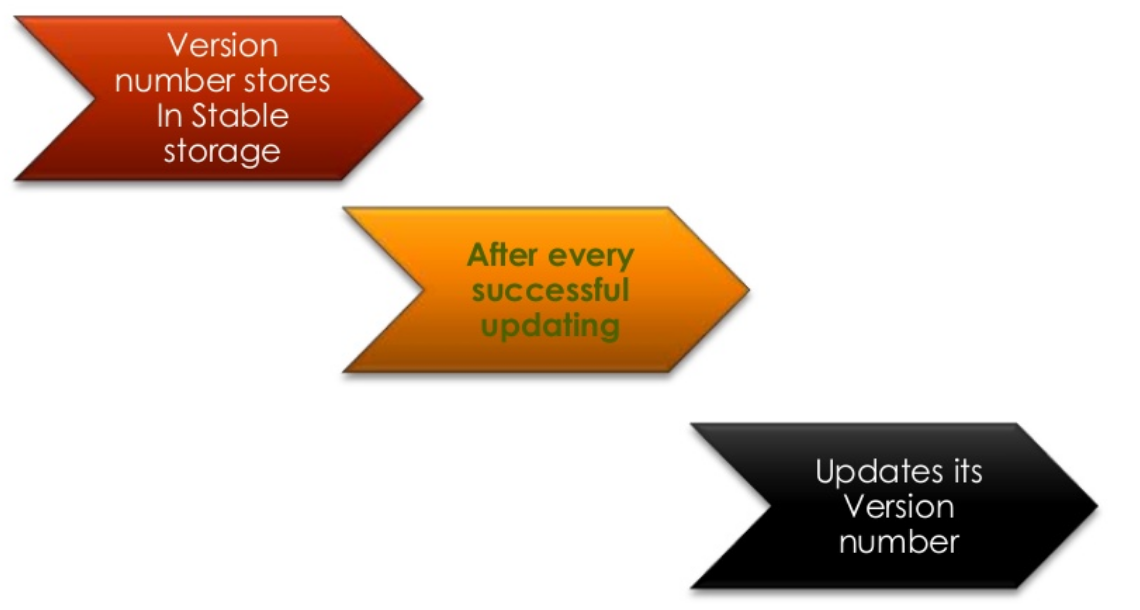 Version
number stores
In Stable
storage
After every
successful
updating
Updates its
Version
number